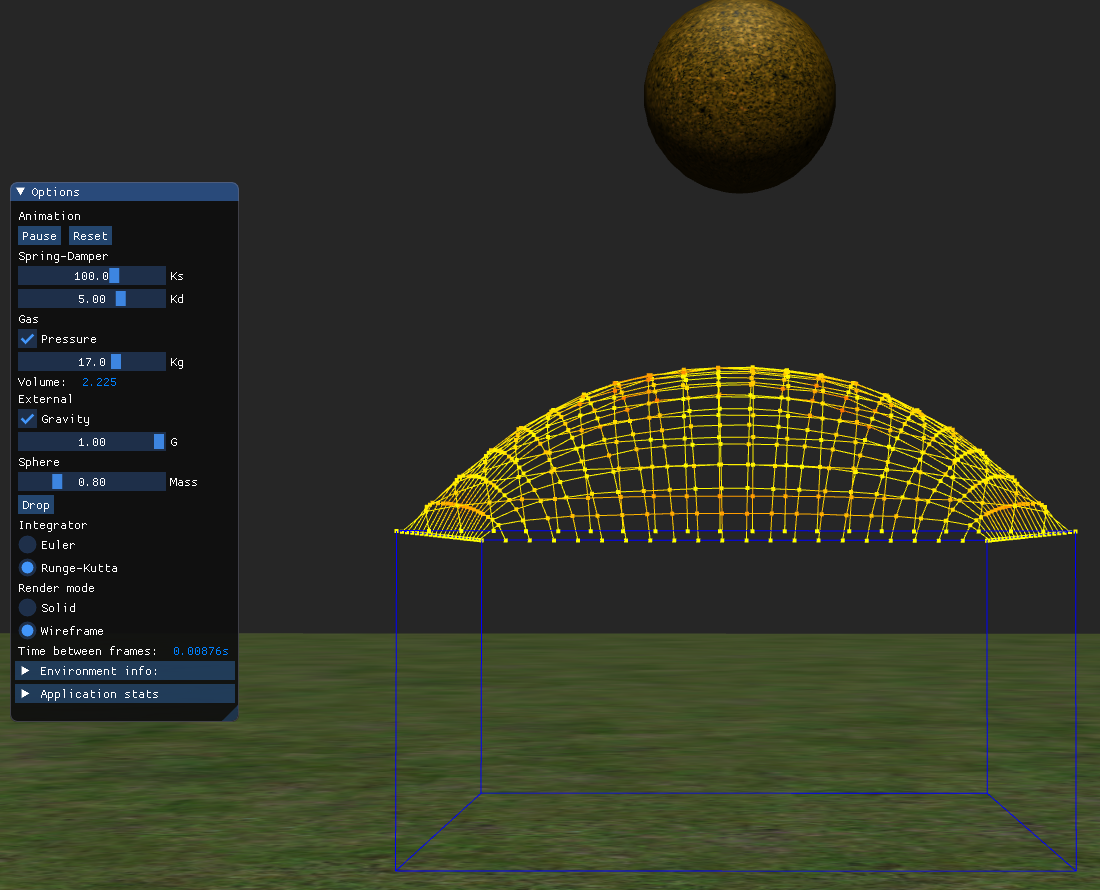 Options
Animation
Pause Reset
Spring-Damper
100.0 Ks
5.00 Kd
Gas
Pressure
17.0 Kg
Volume: 2.225
External
Gravity
1.00 G
Sphere
0.80 Mass
Drop
Integrator
Euler
Runge-Kutta
Render mode
Solid
Wireframe
Time between frames: 0.00876s
Environment info:
Application stats